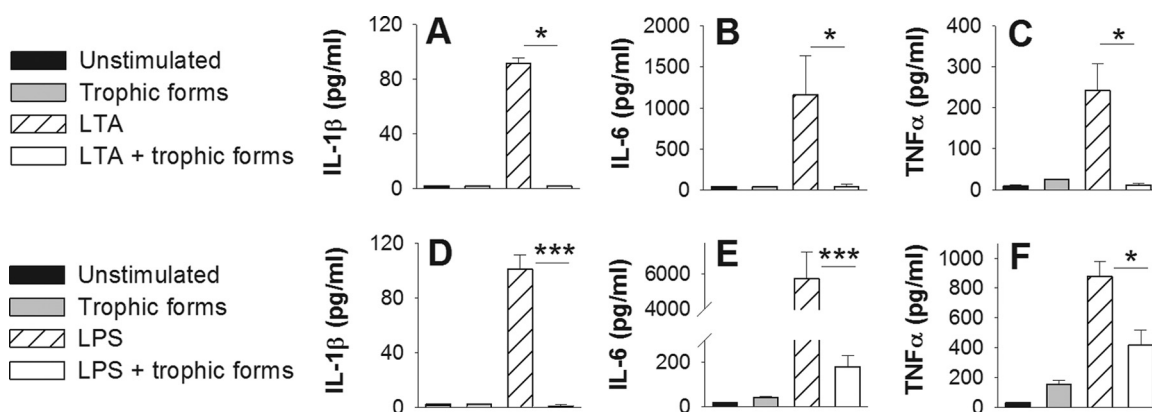 Unstimulated
Trophic forms
LTA
LTA + trophic forms
A
IL-1β (pg/ml)
120
80
40
0
*
B
IL-6 (pg/ml)
2000
1500
1000
500
0
*
C
TNFα (pg/ml)
400
300
200
100
0
*
Unstimulated
Trophic forms
LPS
LPS + trophic forms
D
IL-1β (pg/ml)
120
80
40
0
***
E
IL-6 (pg/ml)
6000
4000
200
0
***
F
TNFα (pg/ml)
1000
800
600
400
200
0
*